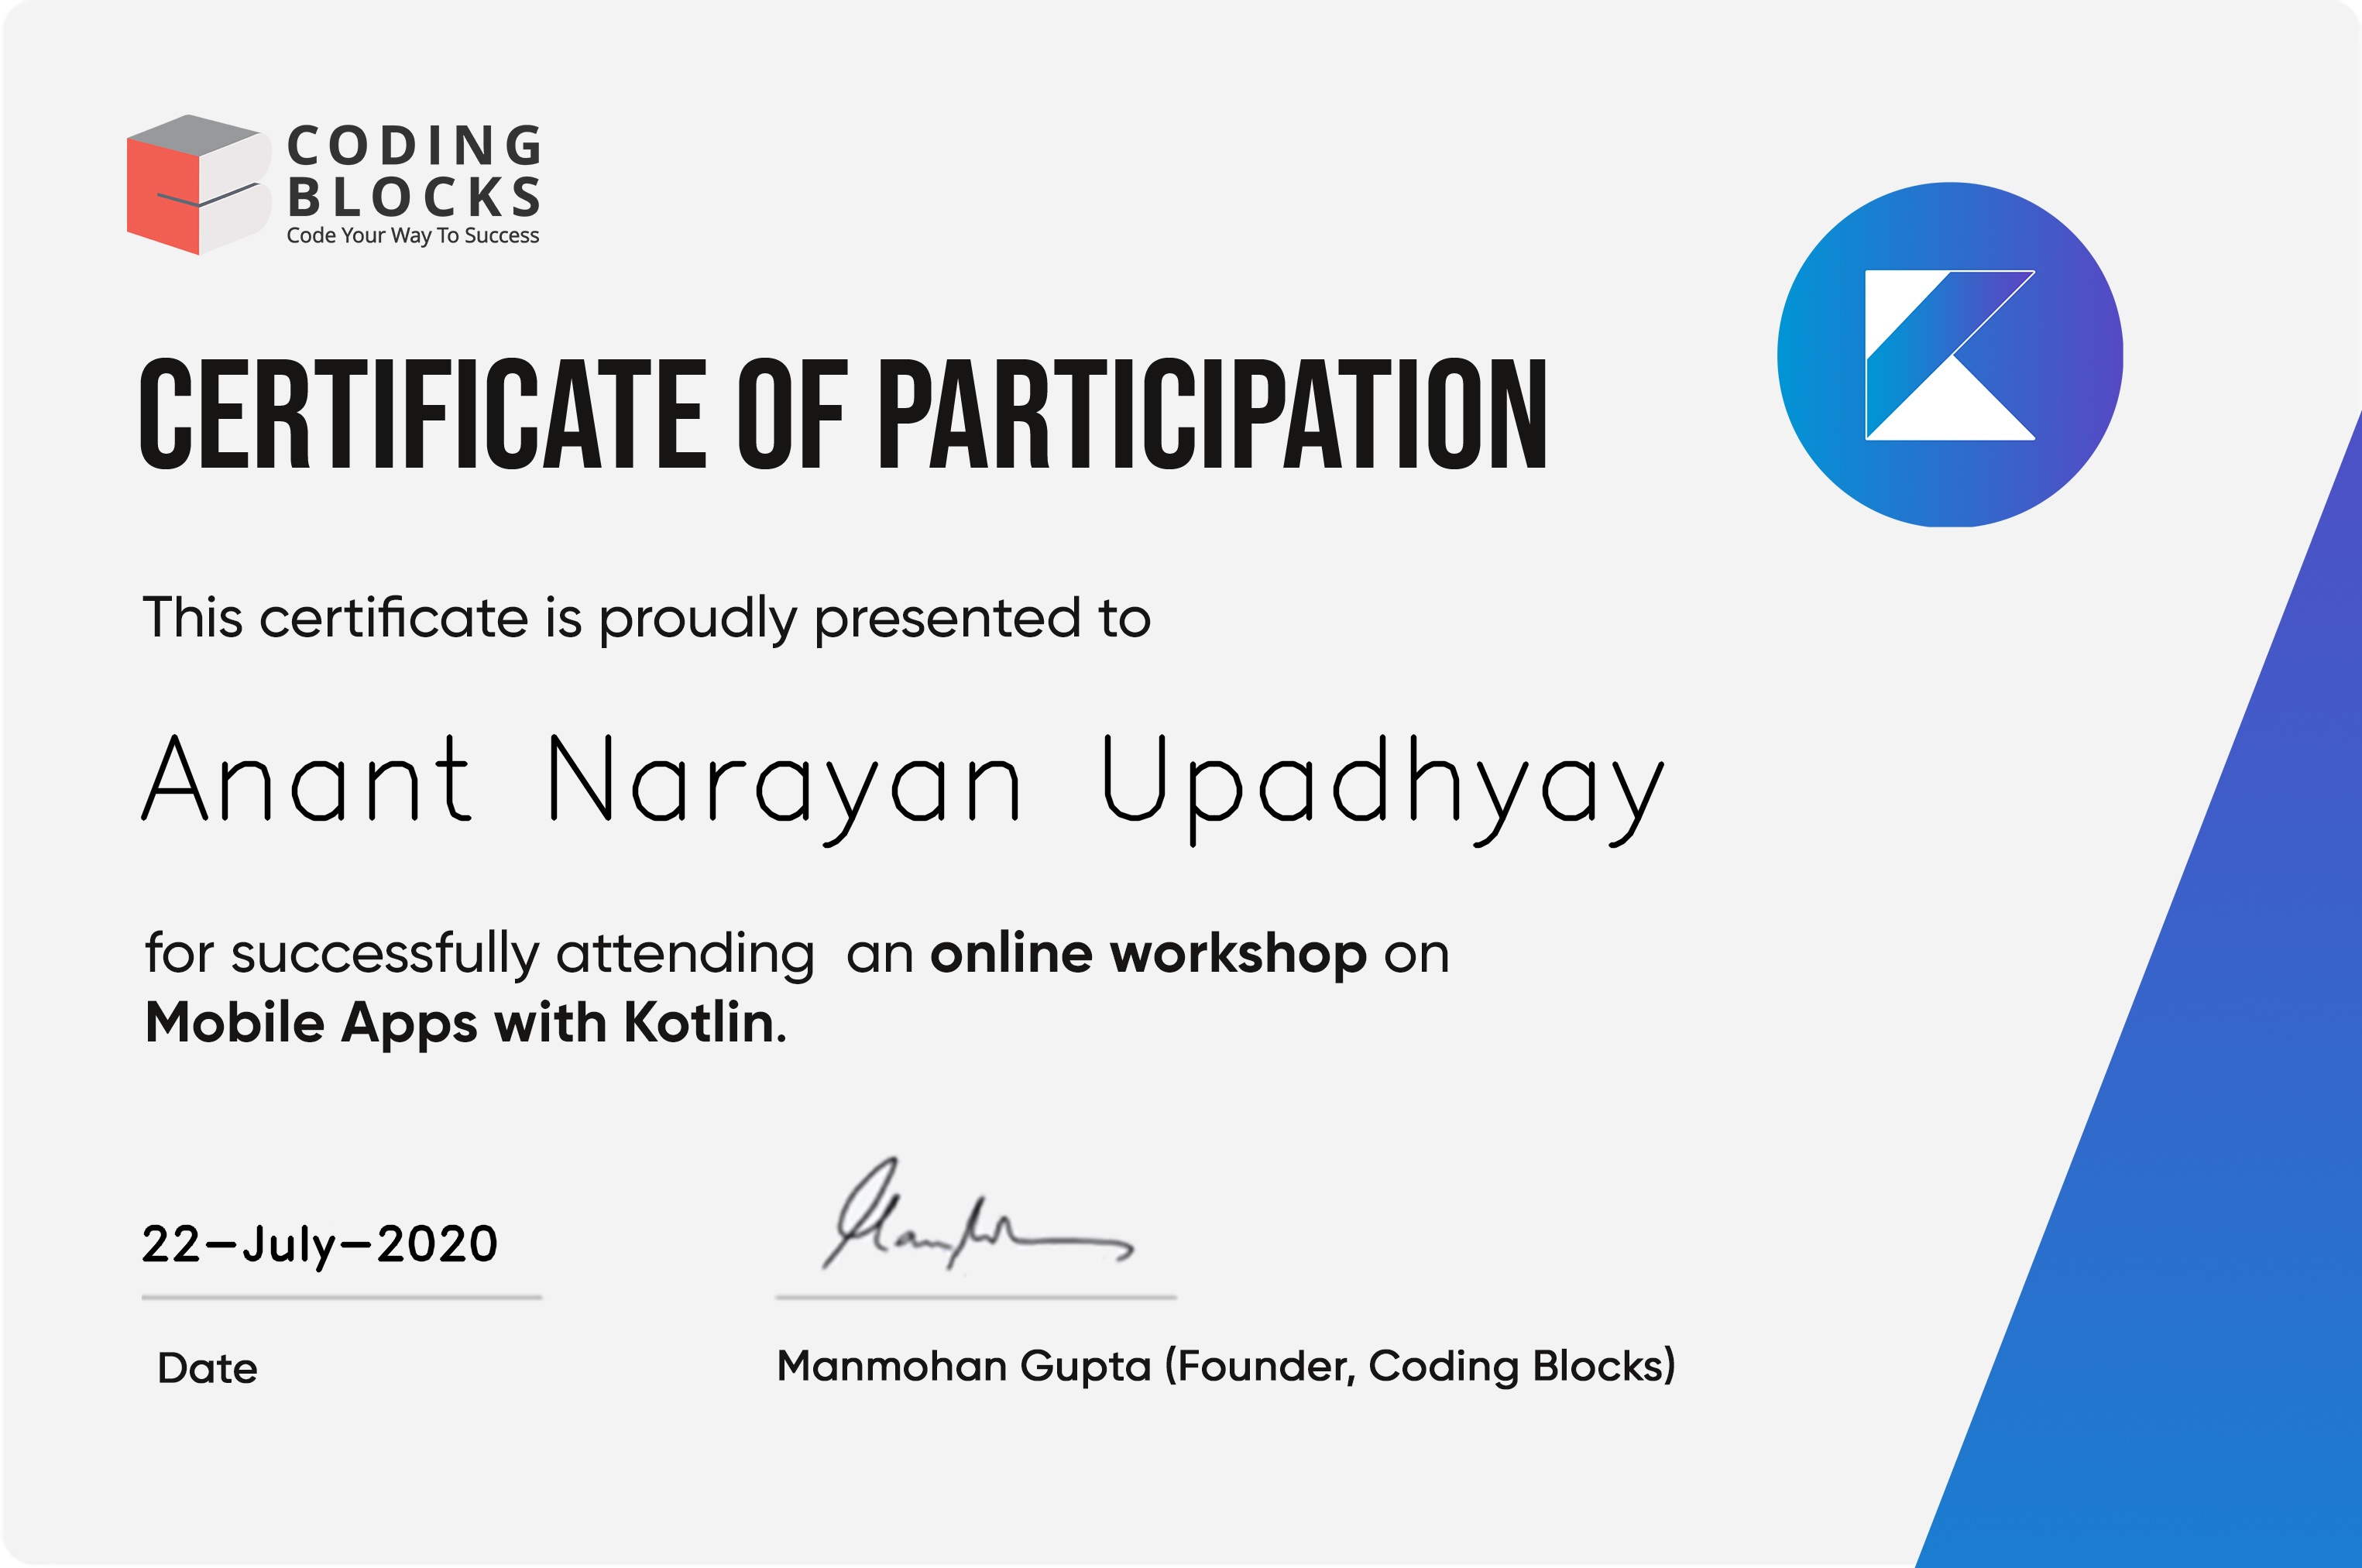 CODING
BLOCKS
Code Your Way To Success
CERTIFICATE OF PARTICIPATION
This certificate is proudly presented to
Anant Narayan Upadhyay
for successfully attending an online workshop on
Mobile Apps with Kotlin.
22-July-2020
Date
Manmohan Gupta (Founder, Coding Blocks)